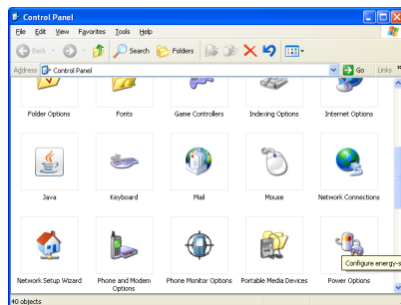 Control Panel
File Edit View Favorites Tools Help
Back Search Folders
Address Control Panel Go Links
Folder Options Fonts Game Controllers Indexing Options Internet Options
Java Keyboard Mail Mouse Network Connections
Network Setup Wizard Phone and Modem Options Phone Monitor Options Portable Media Devices Power Options
Configure energy-s
40 objects